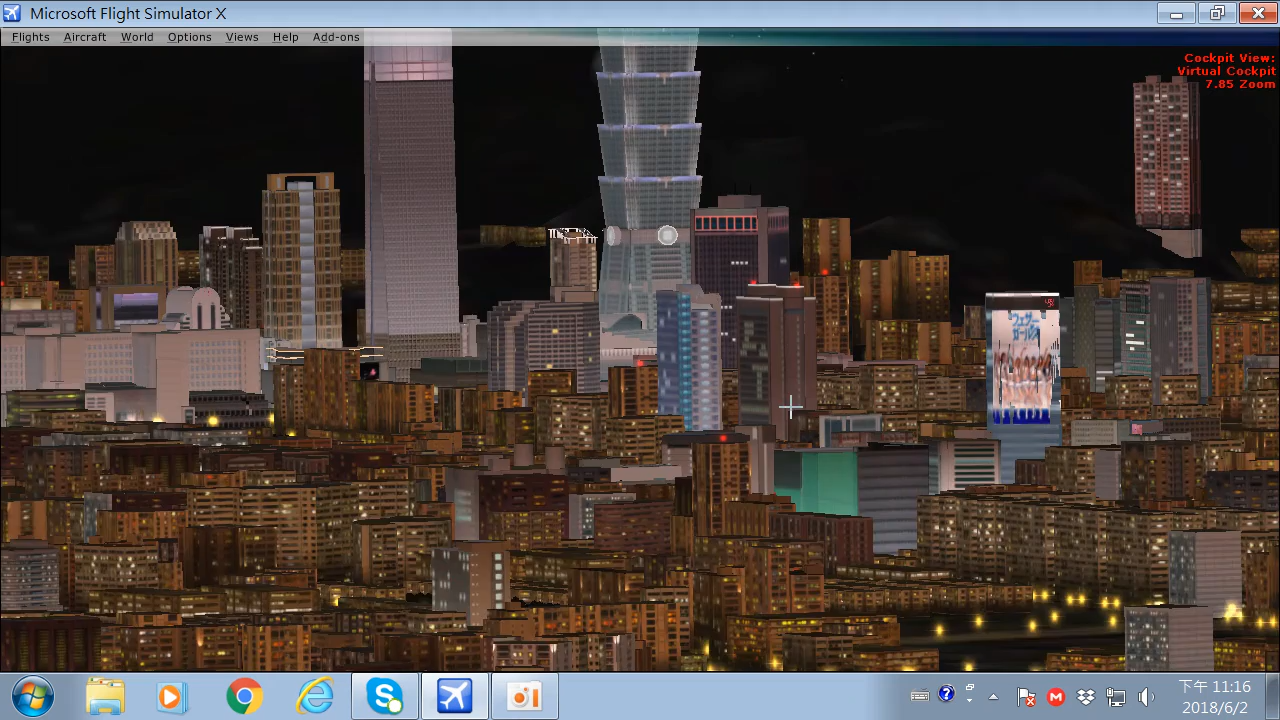 Microsoft Flight Simulator X
Flights Aircraft World Options Views Help Add-ons
Cockpit View:
Virtual Cockpit
7.85 Zoom
下午 11:16
2018/6/2